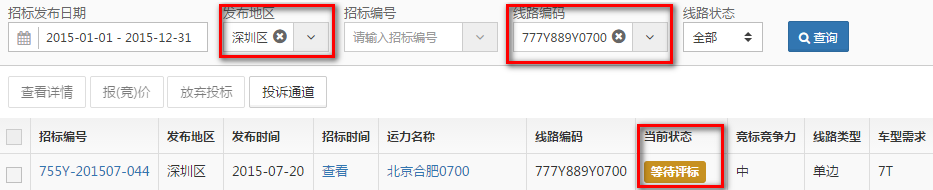 招标发布日期 发布地区 招标编号 线路编码 线路状态
2015-01-01 - 2015-12-31 深圳区 请输入招标编号 777Y889Y0700 全部 查询
查看详情 报(竞)价 放弃投标 投诉通道
招标编号 发布地区 发布时间 招标时间 运力名称 线路编码 当前状态 竞标竞争力 线路类型 车型需求
755Y-201507-044 深圳区 2015-07-20 查看 北京合肥0700 777Y889Y0700 等待评标 中 单边 7T